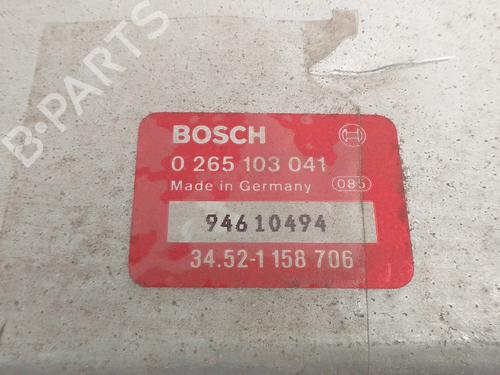 B-PARTS
BOSCH
0 265 103 041
Made in Germany 085
94610494
34.52-1 158 706